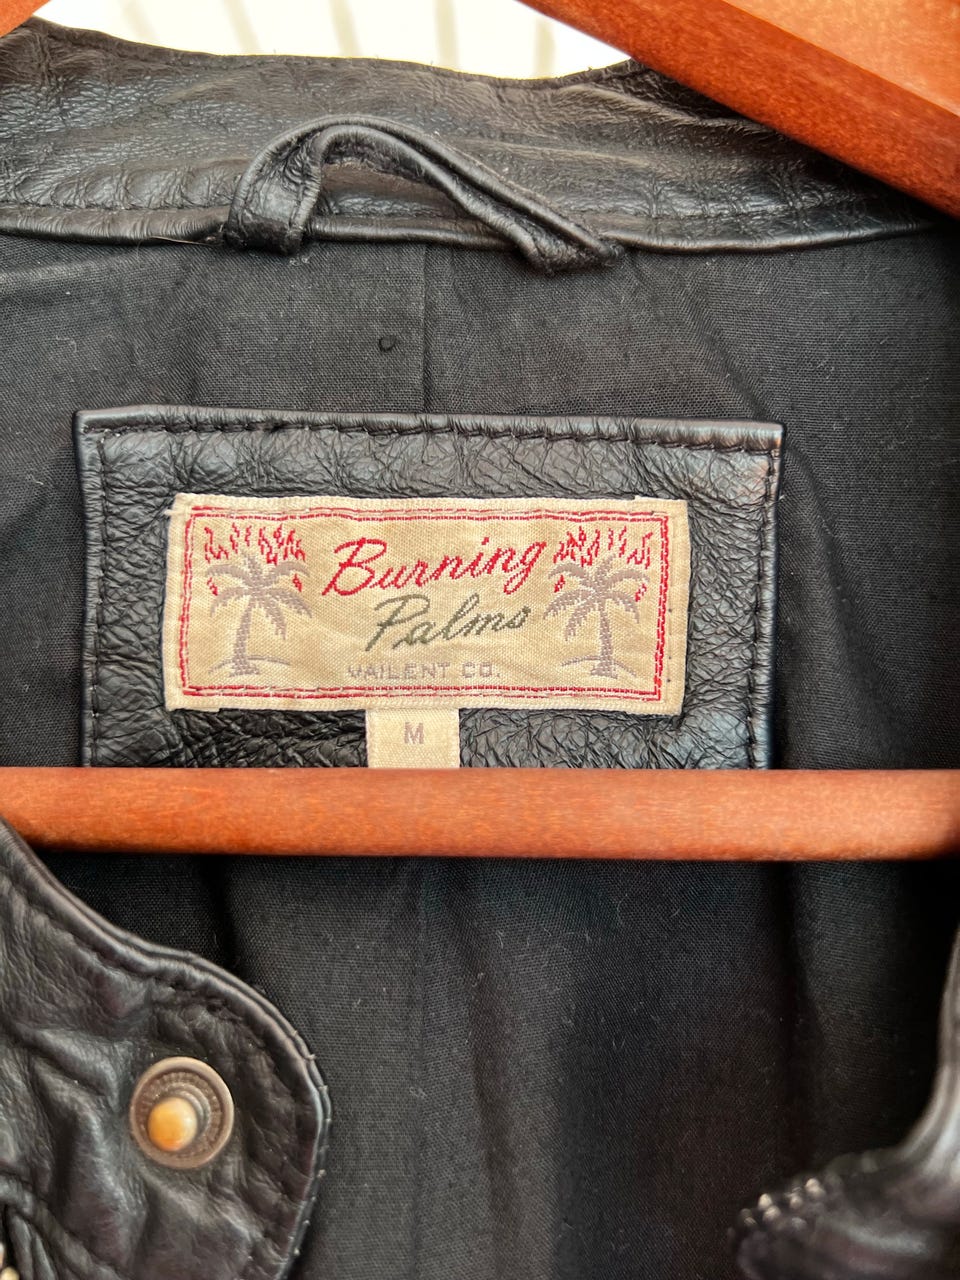 Burning
Palms
VAILENT CO.
M